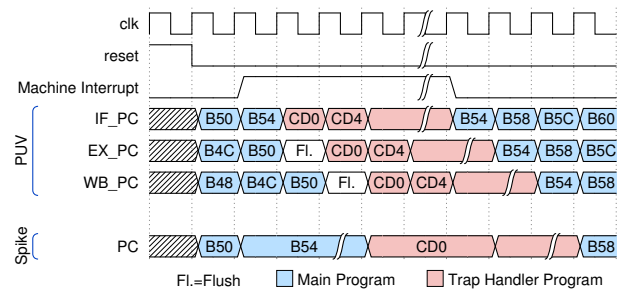 clk
reset
Machine Interrupt
IF_PC B50 B54 CD0 CD4 B54 B58 B5C B60
PUV EX_PC B4C B50 Fl. CD0 CD4 B54 B58 B5C
WB_PC B48 B4C B50 Fl. CD0 CD4 B54 B58
Spike PC B50 B54 CD0 B58
Fl.=Flush Main Program Trap Handler Program